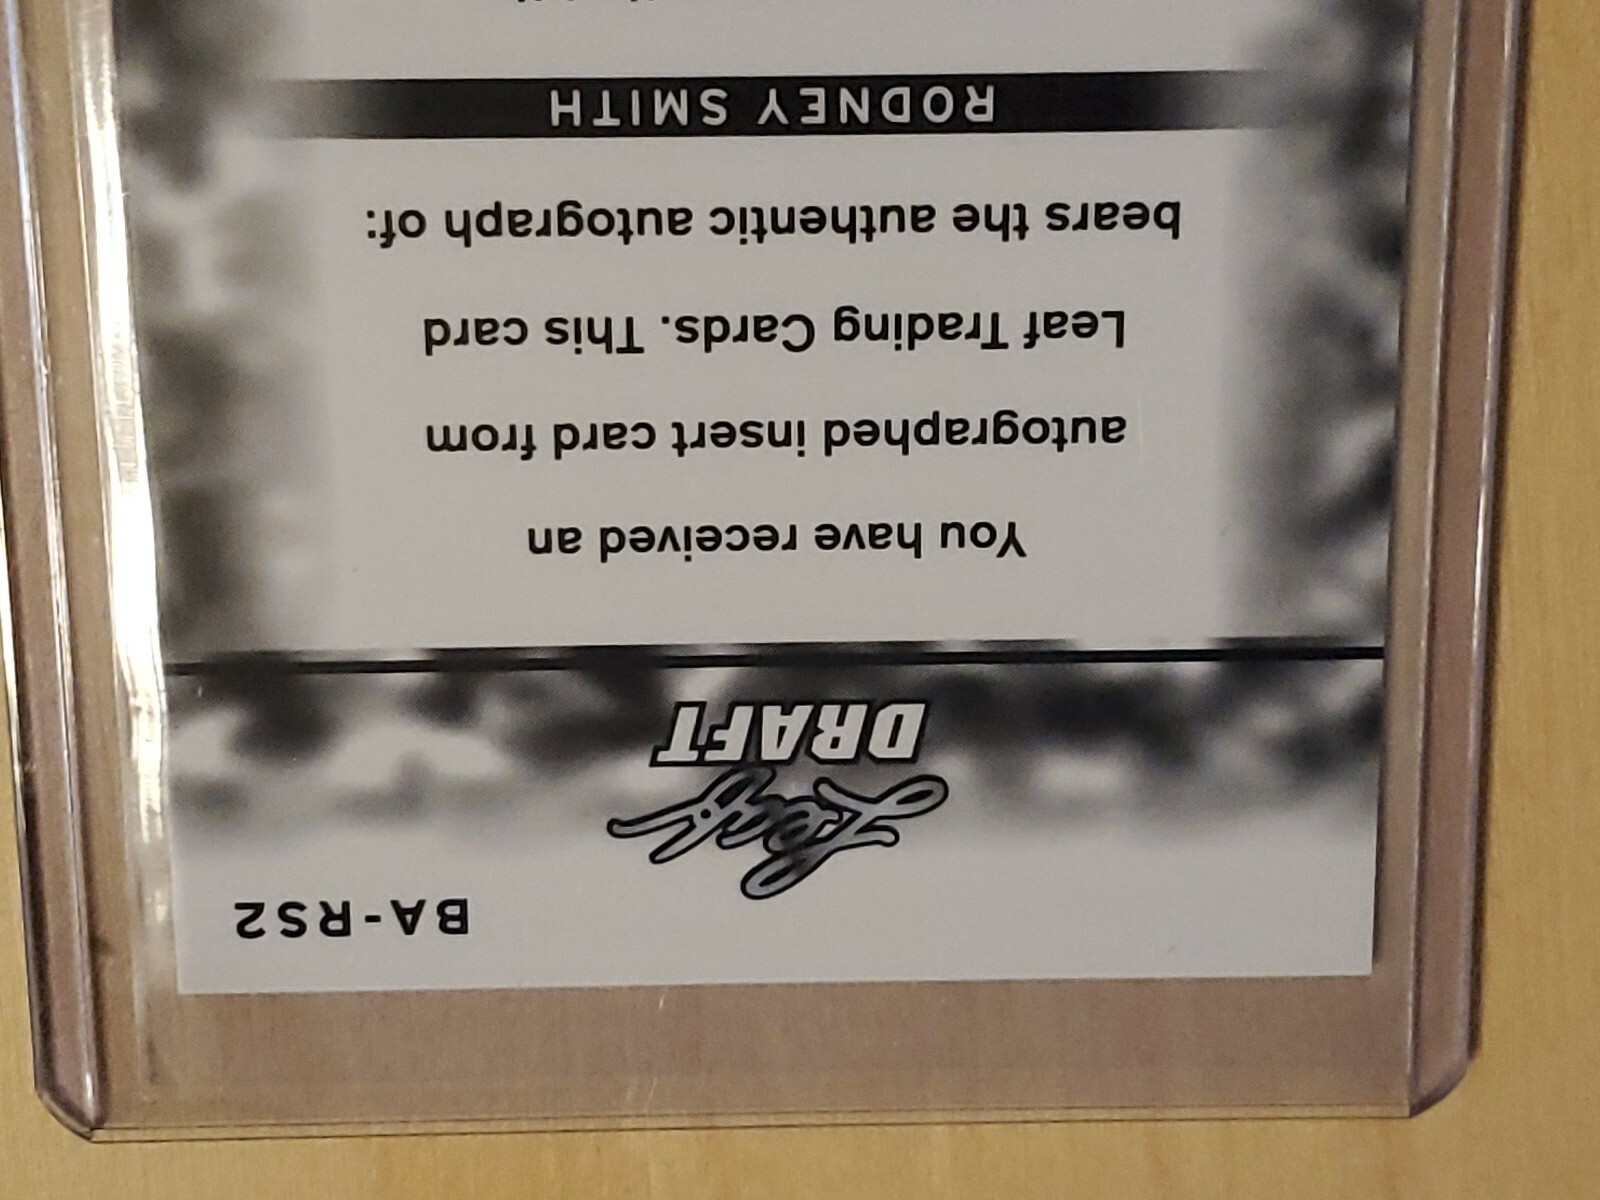 BA-RS2
Leaf
DRAFT
You have received an
autographed insert card from
Leaf Trading Cards. This card
bears the authentic autograph of:
RODNEY SMITH